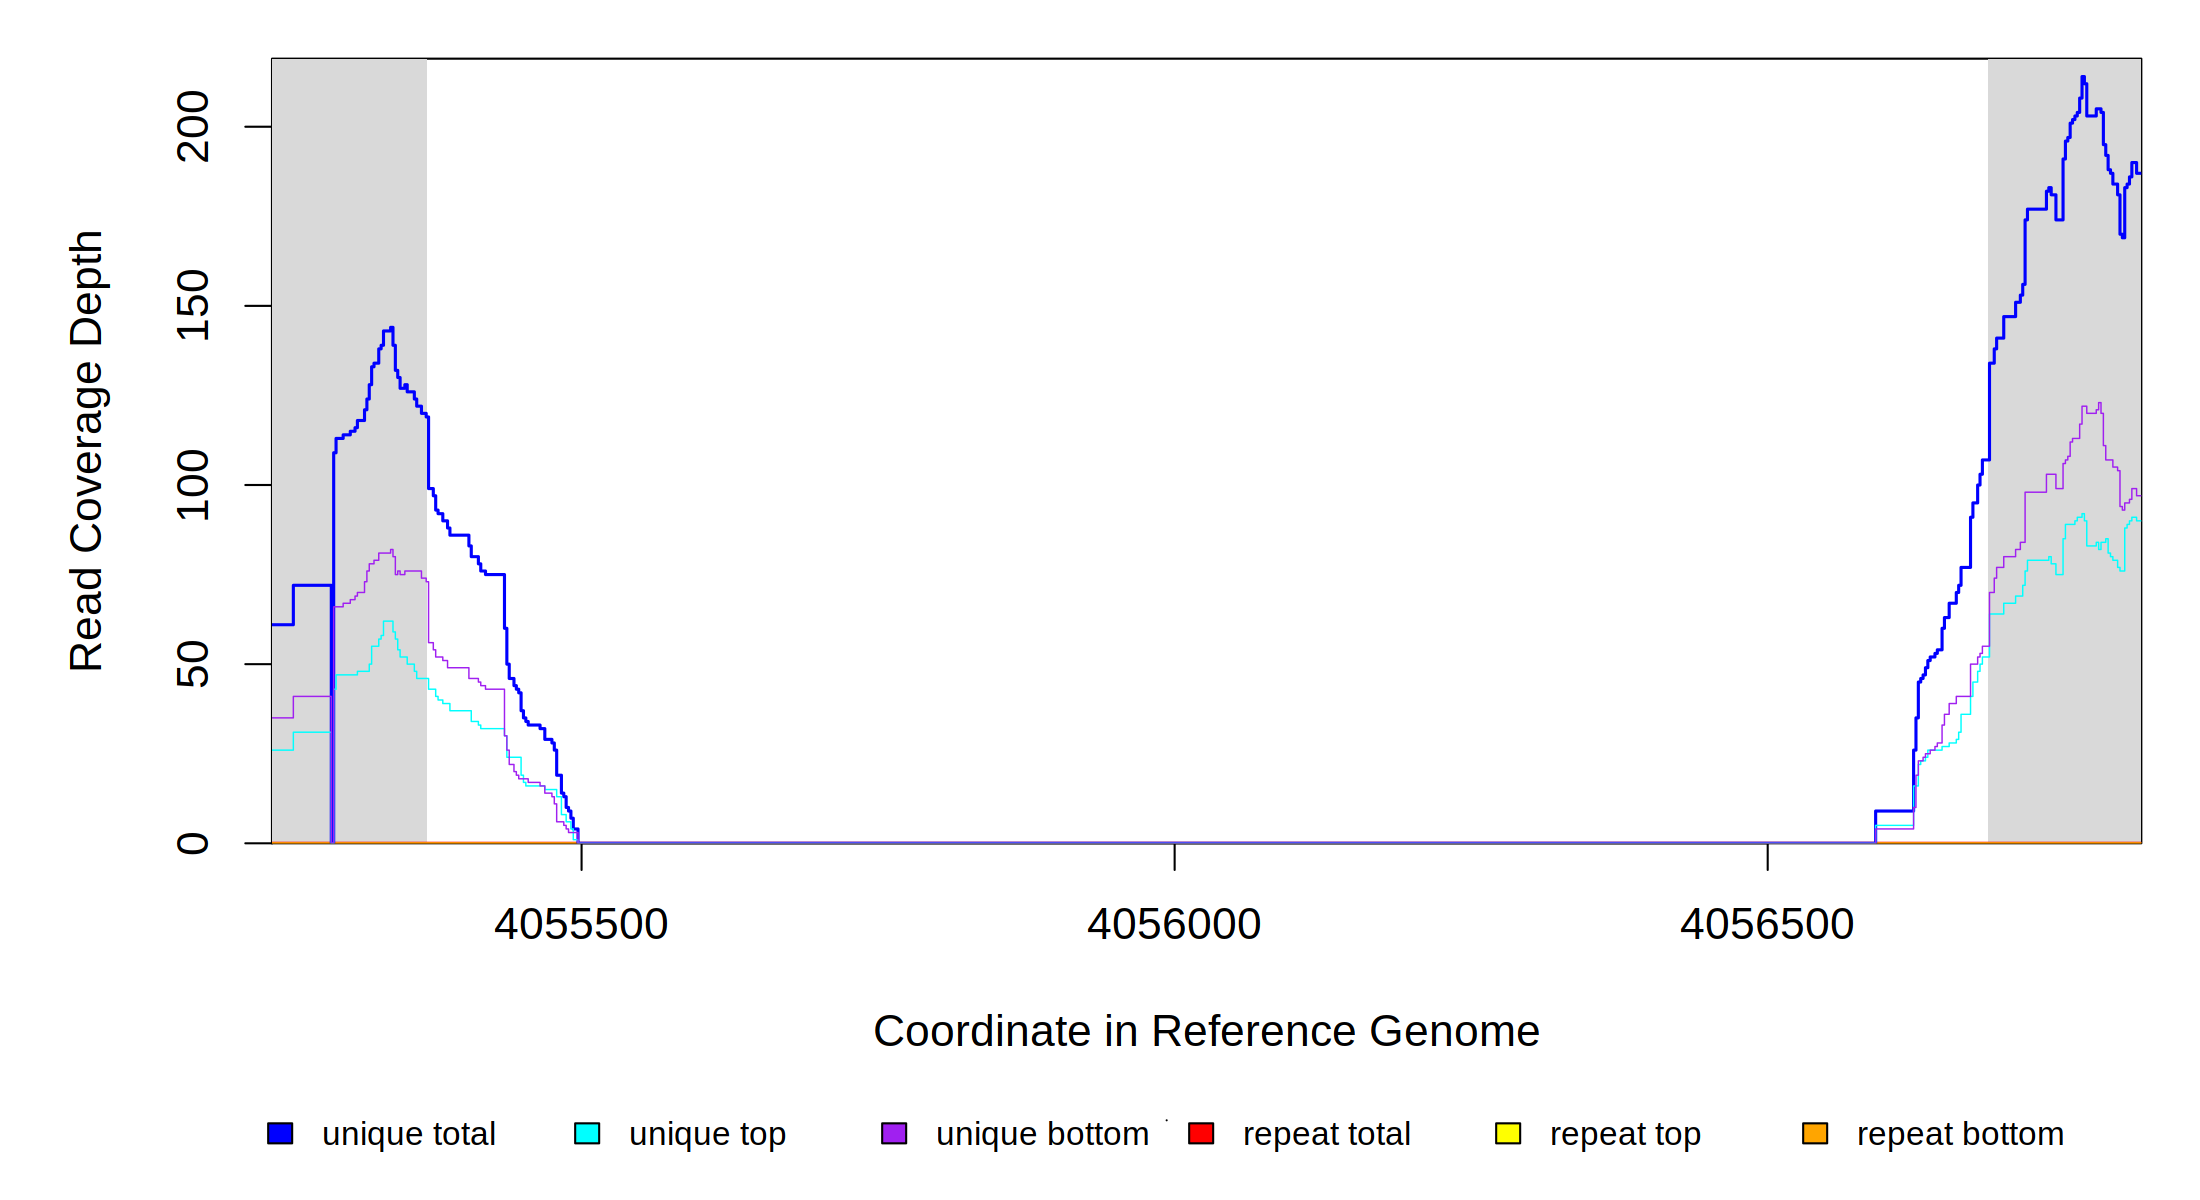 200
150
100
50
0
Read Coverage Depth
4055500 4056000 4056500
Coordinate in Reference Genome
unique total unique top unique bottom repeat total repeat top repeat bottom